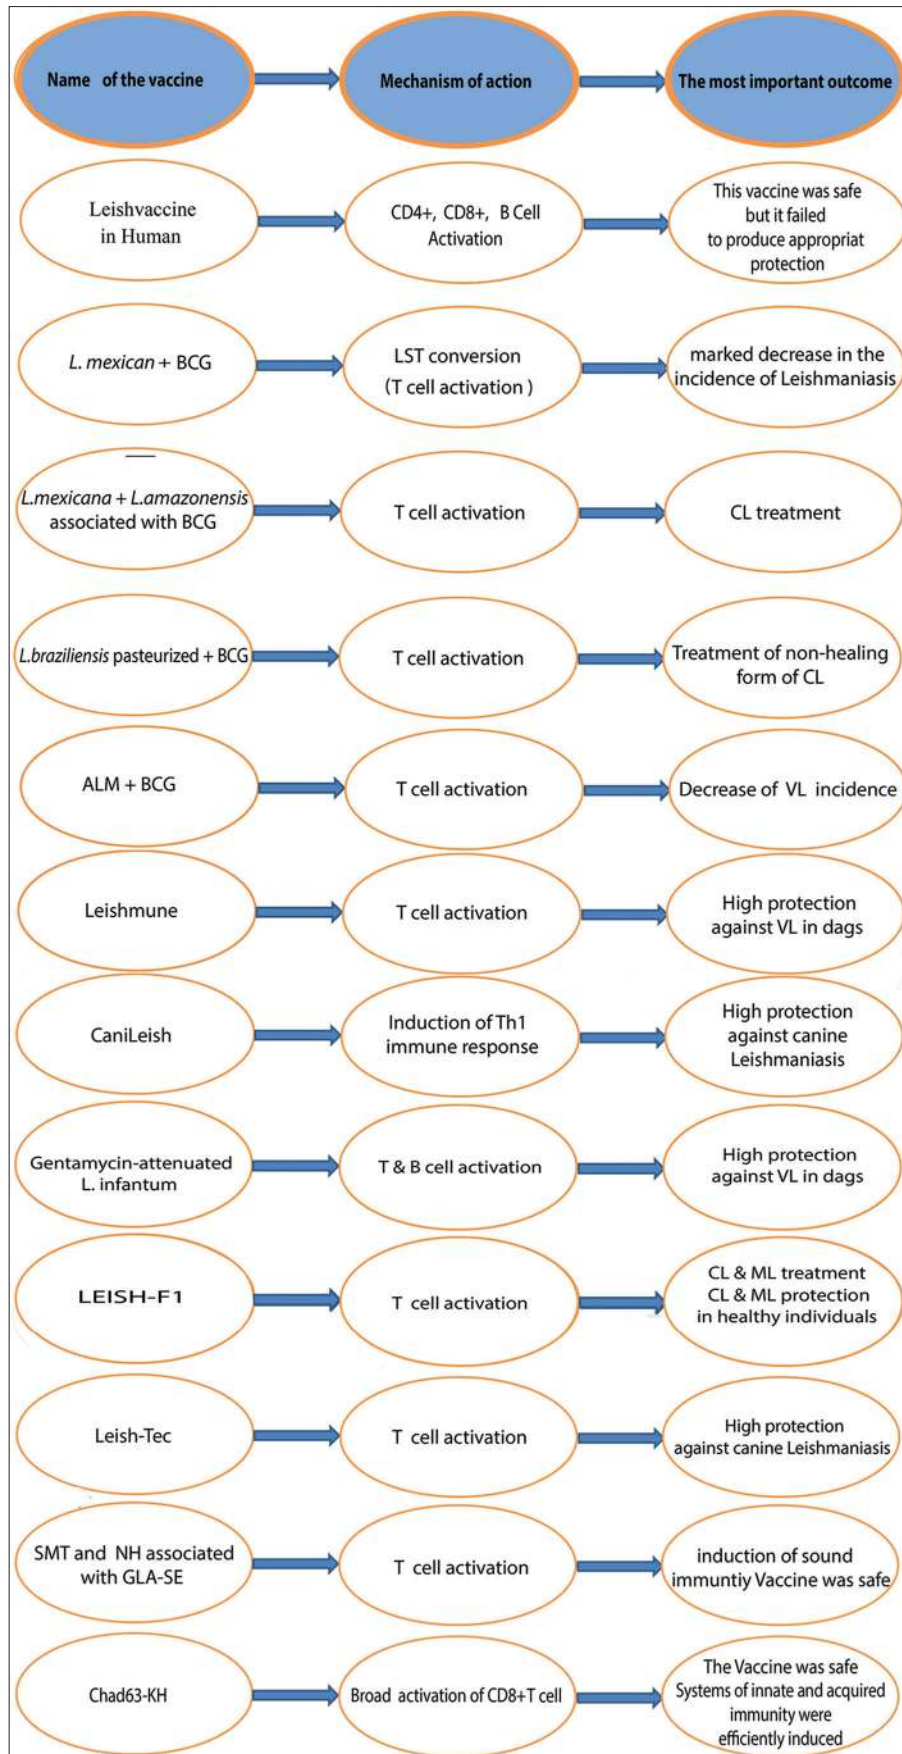 Name of the vaccine
Mechanism of action
The most important outcome
Leishvaccine
in Human
CD4+, CD8+, B Cell
Activation
This vaccine was safe
but it failed
to produce appropriat
protection
L. mexican + BCG
LST conversion
(T cell activation )
marked decrease in the
incidence of Leishmaniasis
L.mexicana + L.amazonensis
associated with BCG
T cell activation
CL treatment
L.braziliensis pasteurized + BCG
T cell activation
Treatment of non-healing
form of CL
ALM + BCG
T cell activation
Decrease of VL incidence
Leishmune
T cell activation
High protection
against VL in dags
CaniLeish
Induction of Th1
immune response
High protection
against canine
Leishmaniasis
Gentamycin-attenuated
L. infantum
T & B cell activation
High protection
against VL in dags
LEISH-F1
T cell activation
CL & ML treatment
CL & ML protection
in healthy individuals
Leish-Tec
T cell activation
High protection
against canine Leishmaniasis
SMT and NH associated
with GLA-SE
T cell activation
induction of sound
immuntiy Vaccine was safe
Chad63-KH
Broad activation of CD8+T cell
The Vaccine was safe
Systems of innate and acquired
immunity were
efficiently induced